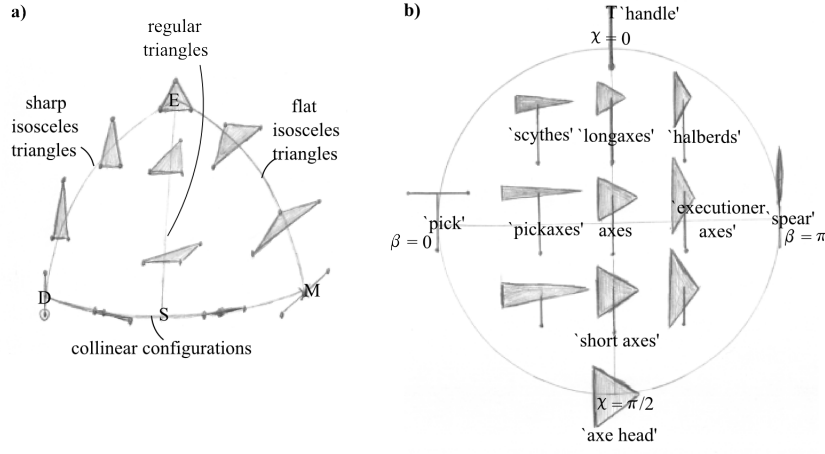 a)
regular
triangles
E
sharp
isosceles
triangles
flat
isosceles
triangles
D
S
M
collinear configurations
b)
T `handle'
χ = 0
`scythes' `longaxes' `halberds'
`pick' `pickaxes' axes `executioner `spear'
axes'
β = 0
β = π
`short axes'
χ = π/2
`axe head'